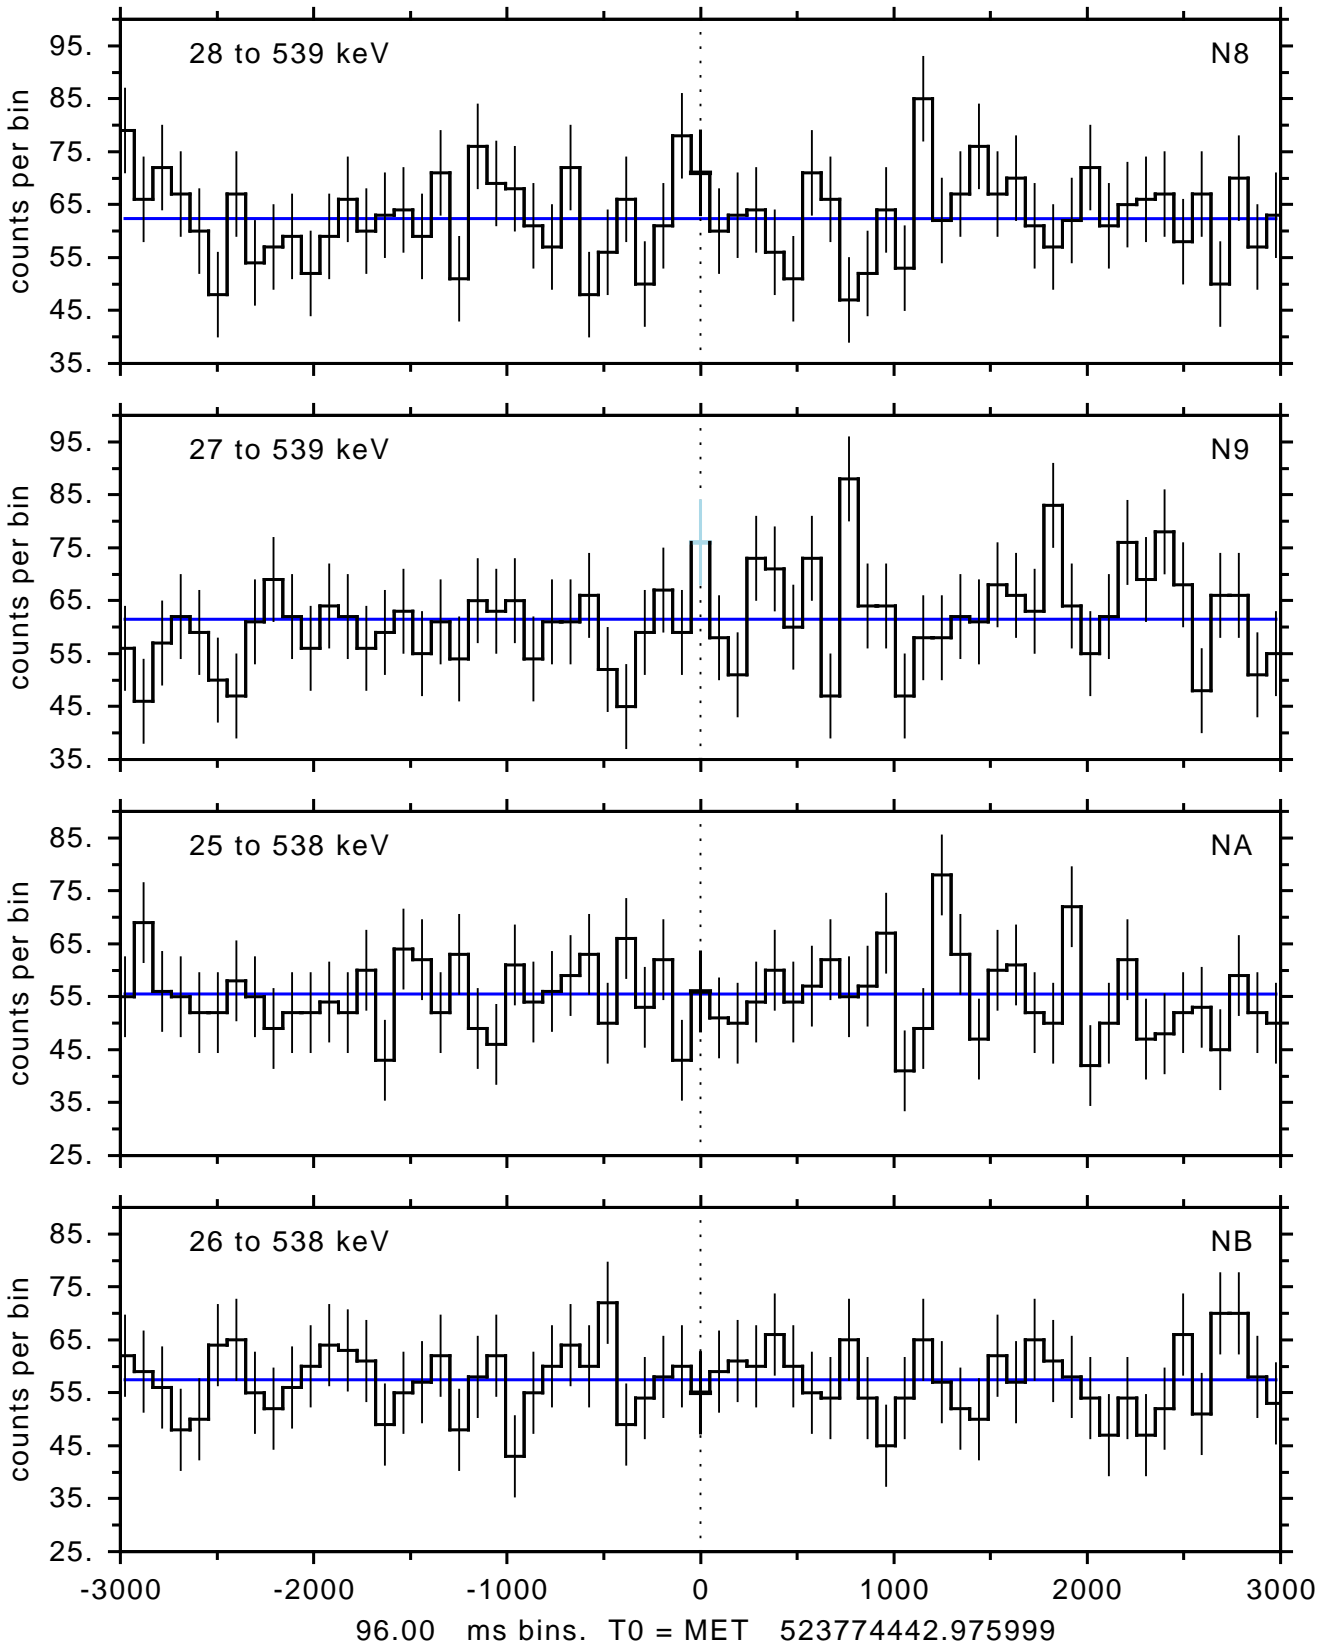 28 to 539 keV N8
95.
85.
75.
65.
55.
45.
35.
counts per bin
27 to 539 keV N9
95.
85.
75.
65.
55.
45.
35.
counts per bin
25 to 538 keV NA
85.
75.
65.
55.
45.
35.
25.
counts per bin
26 to 538 keV NB
85.
75.
65.
55.
45.
35.
25.
counts per bin
-3000 -2000 -1000 0 1000 2000 3000
96.00 ms bins. T0 = MET 523774442.975999